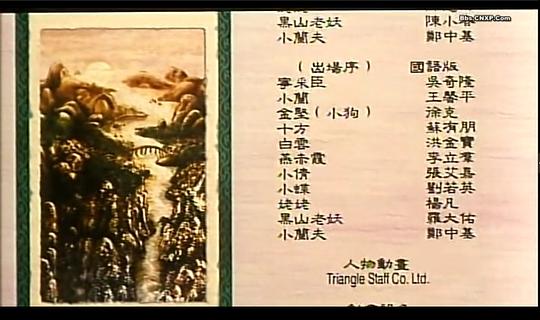 黑山老妖 陳小春
Bbs.CNXP.Com
小蘭夫 鄭中基
(出場序) 國語版
寧采臣 吳奇隆
小蘭 王馨平
金堅(小狗) 徐克
十方 蘇有朋
白雲 洪金寶
燕赤霞 李立羣
小倩 張艾嘉
小蝶 劉若英
姥姥 楊凡
黑山老妖 羅大佑
小蘭夫 鄭中基
人物動畫
Triangle Staff Co. Ltd.